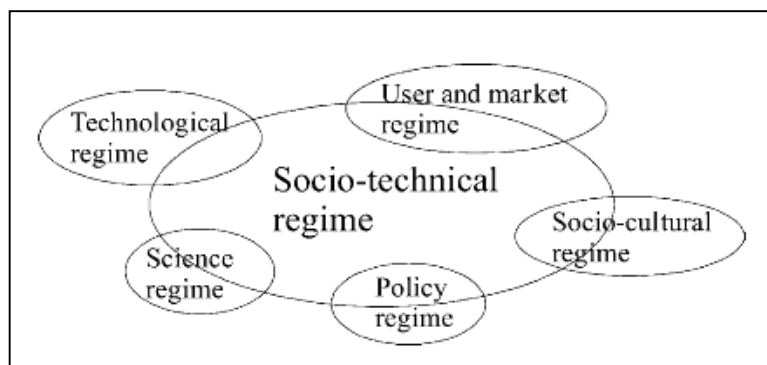 User and market
regime
Technological
regime
Socio-technical
regime
Socio-cultural
regime
Science
regime
Policy
regime